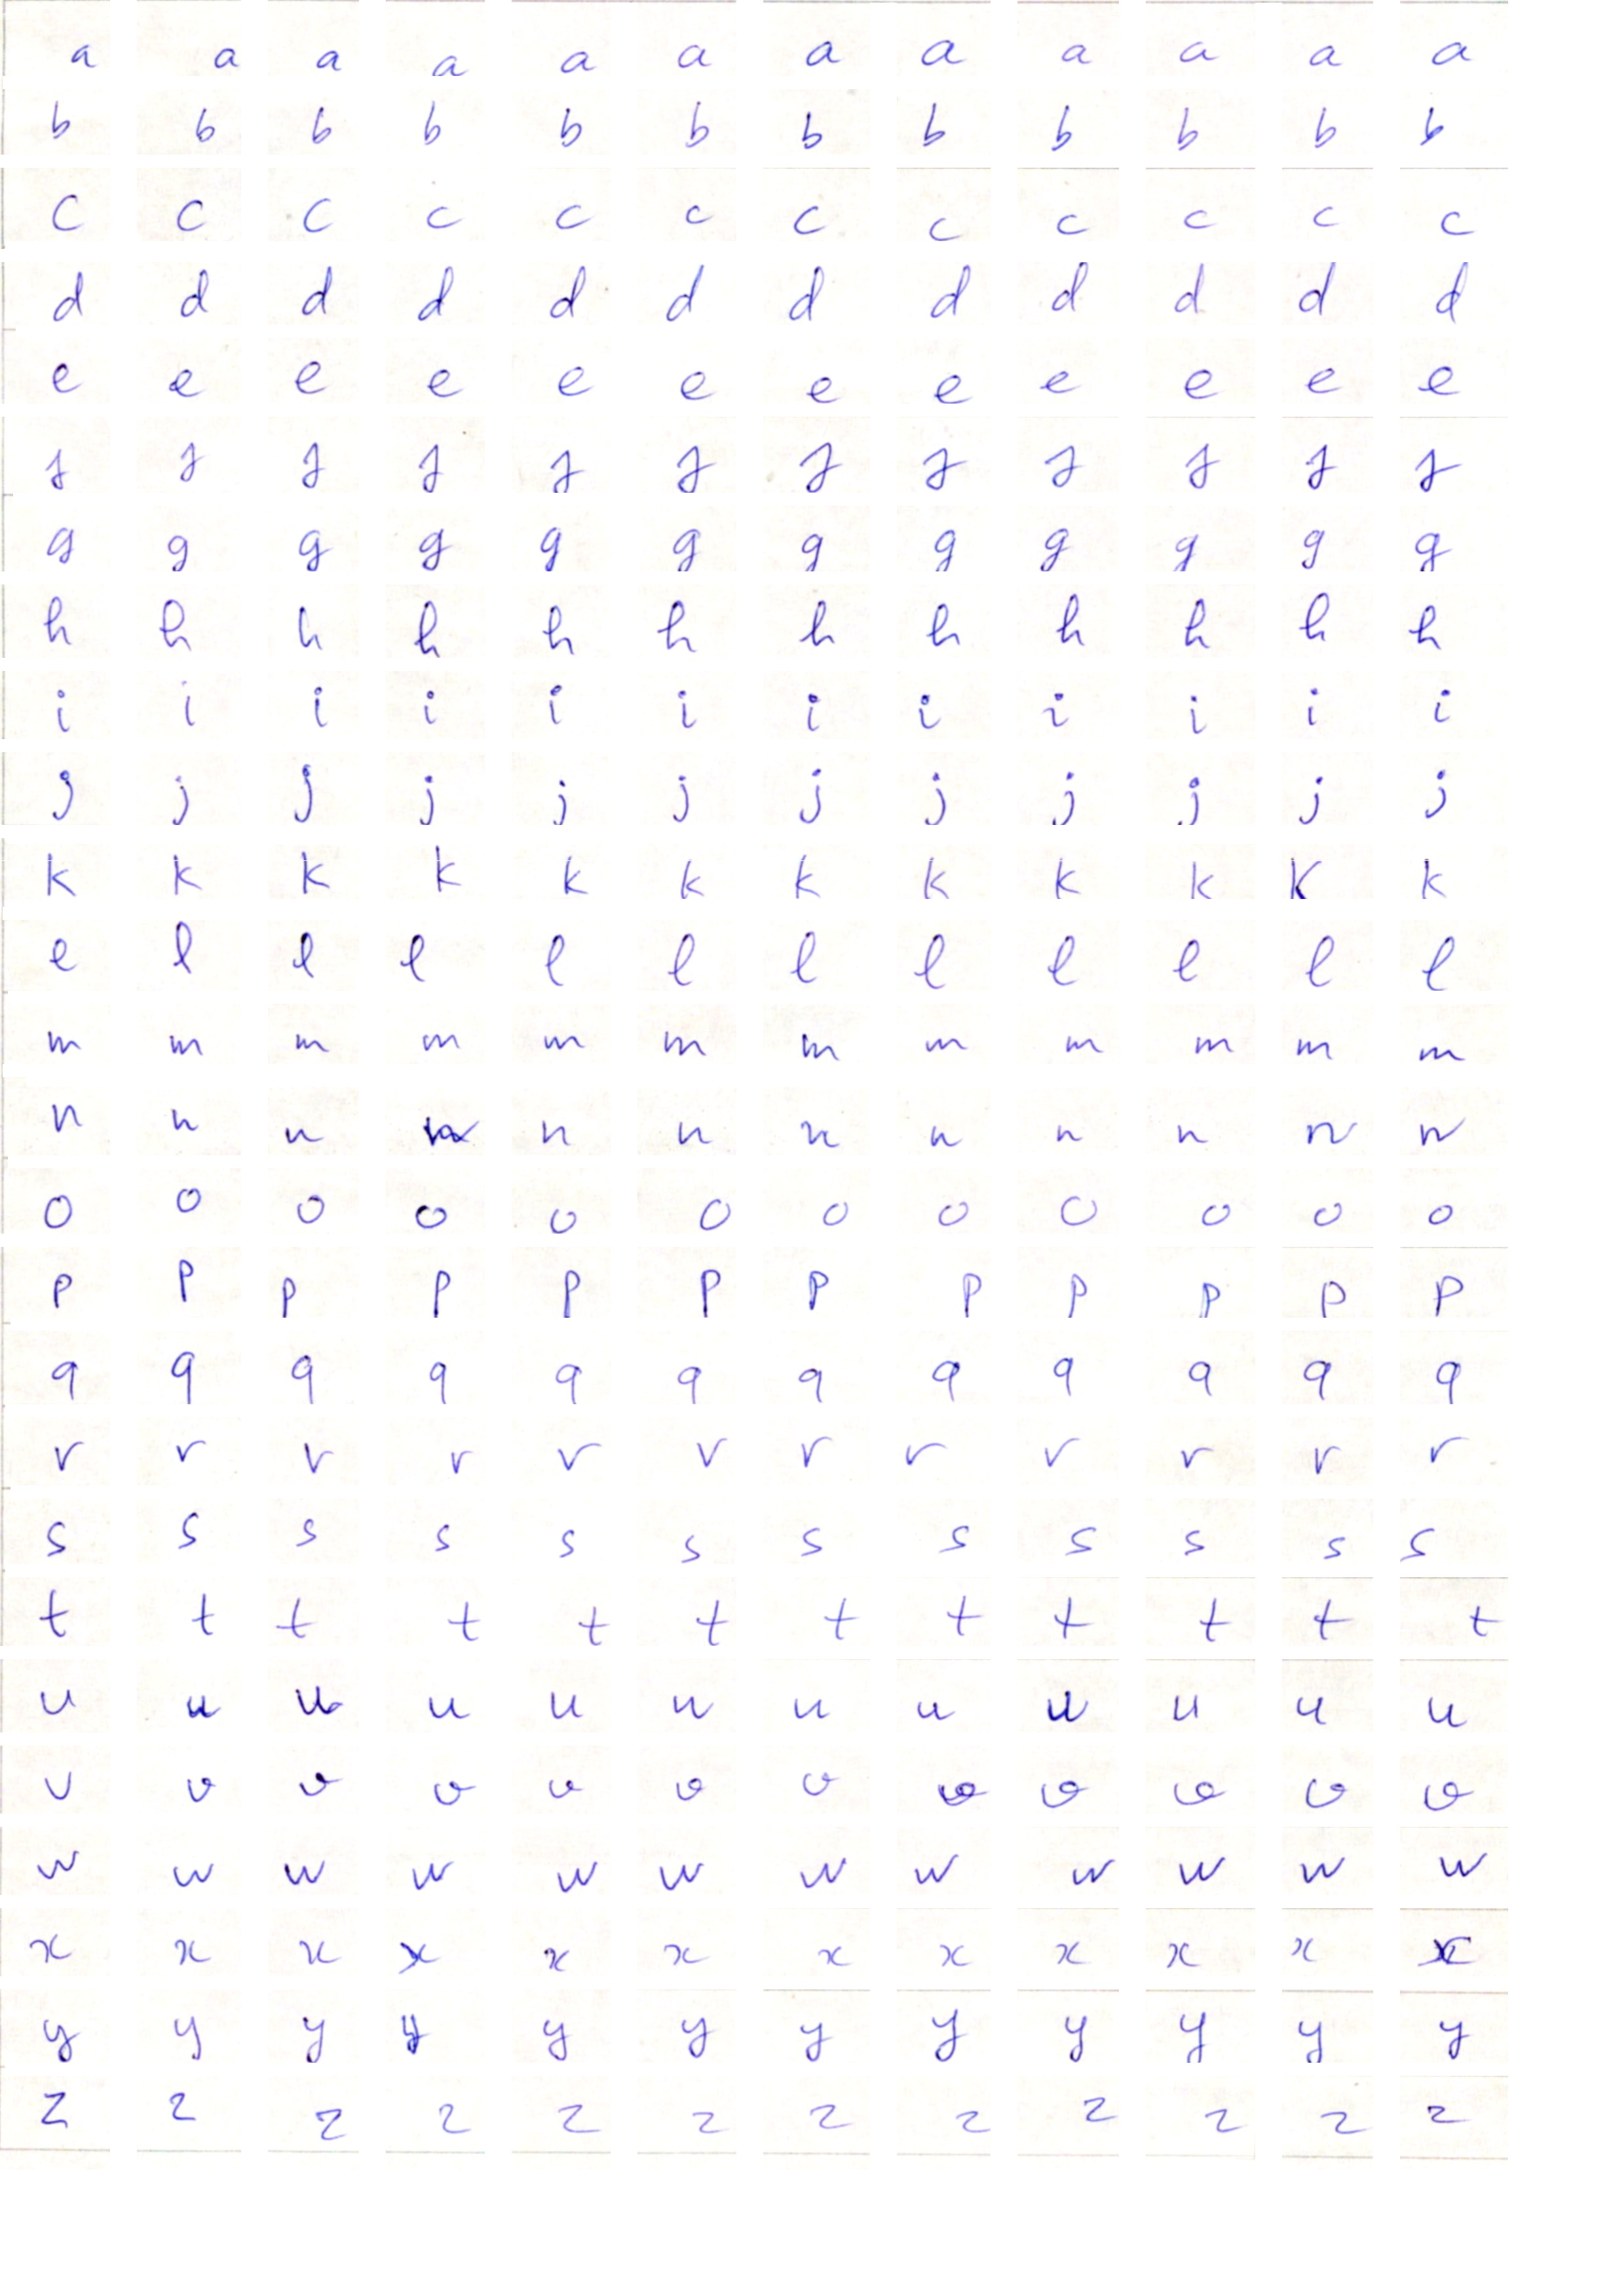 a a a a a a a a a a a a
b b b b b b b b b b b b
c c c c c c c c c c c c
d d d d d d d d d d d d
e e e e e e e e e e e e
f f f f f f f f f f f f
g g g g g g g g g g g g
h h h h h h h h h h h h
i i i i i i i i i i i i
j j j j j j j j j j j j
k k k k k k k k k k k k
l l l l l l l l l l l l
m m m m m m m m m m m m
n n n n n n n n n n n n
o o o o o o o o o o o o
p p p p p p p p p p p p
q q q q q q q q q q q q
r r r r r r r r r r r r
s s s s s s s s s s s s
t t t t t t t t t t t t
u u u u u u u u u u u u
v v v v v v v v v v v v
w w w w w w w w w w w w
x x x x x x x x x x x x
y y y y y y y y y y y y
z z z z z z z z z z z z